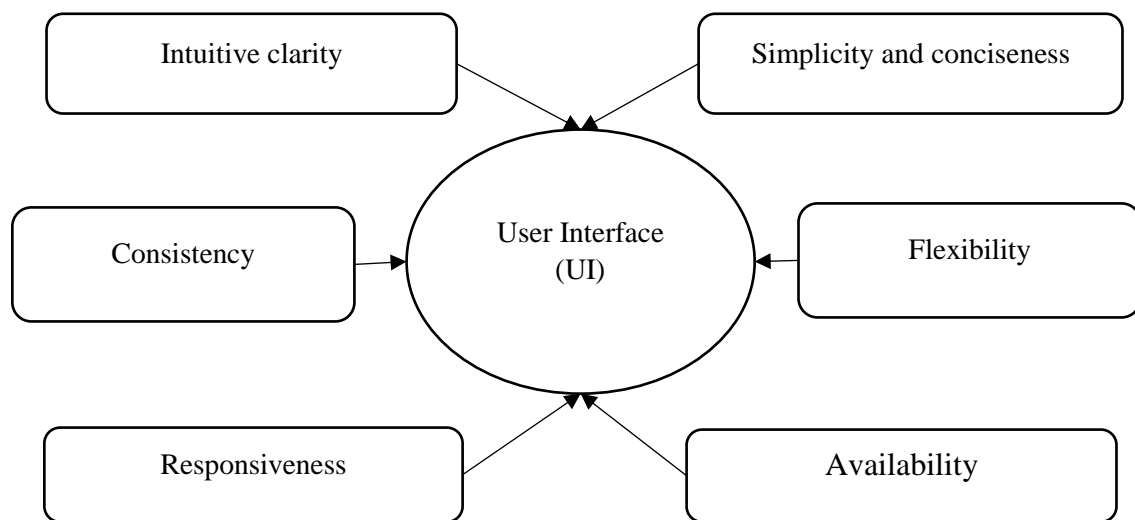 Intuitive clarity
Simplicity and conciseness
Consistency
User Interface
(UI)
Flexibility
Responsiveness
Availability